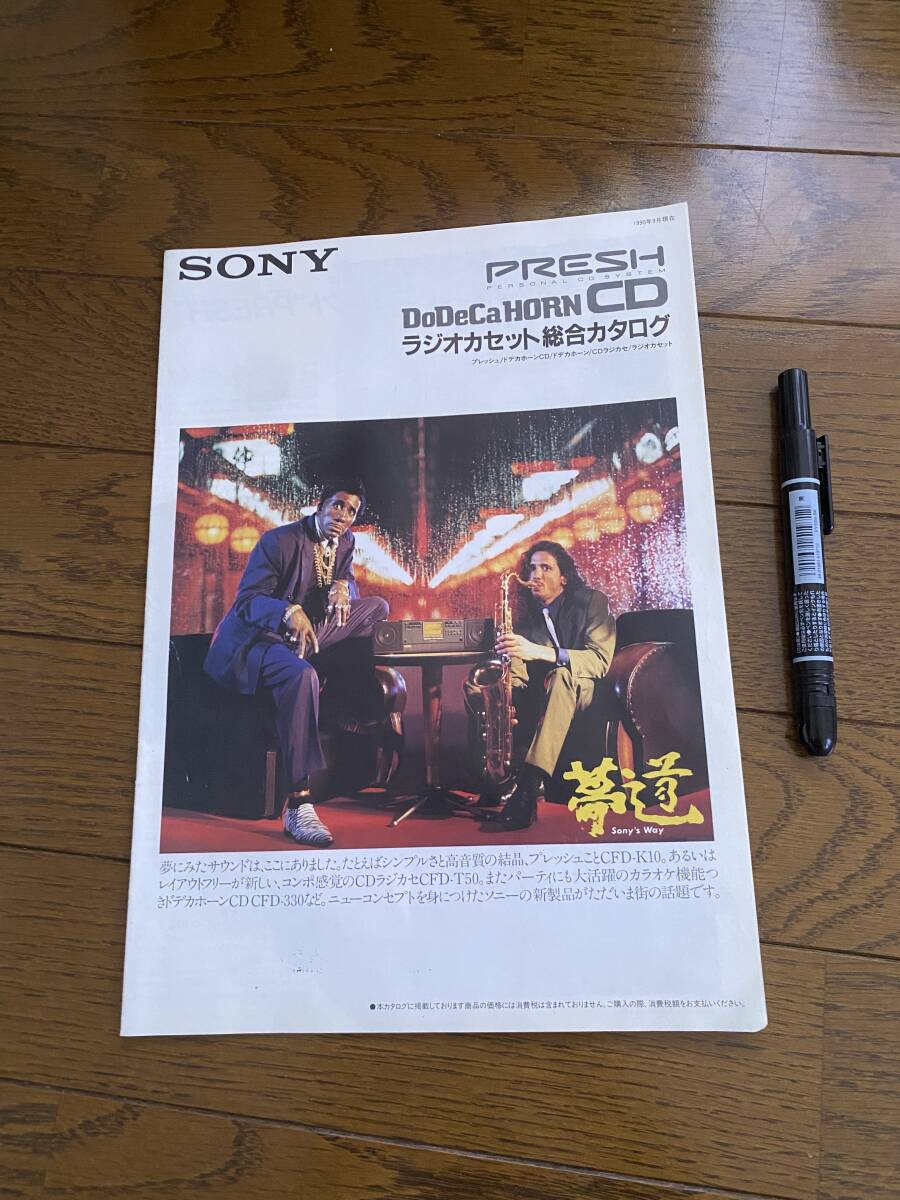 1990年9月現在
SONY
PRESH
PERSONAL CD SYSTEM
DoDeCaHORN CD
ラジオカセット総合カタログ
プレッシュ/ドデカホーンCD/ドデカホーン/CDラジカセ/ラジオカセット
夢之道
Sony's Way
夢にみたサウンドは、ここにありました。たとえばシンプルさと高音質の結晶、プレッシュことCFD-K10。あるいは
レイアウトフリーが新しい、コンポ感覚のCDラジカセCFD-T50。またパーティにも大活躍のカラオケ機能つ
きドデカホーンCD CFD-330など。ニューコンセプトを身につけたソニーの新製品がただいま街の話題です。
●本カタログに掲載しております商品の価格には消費税は含まれておりません。ご購入の際、消費税額をお支払いください。